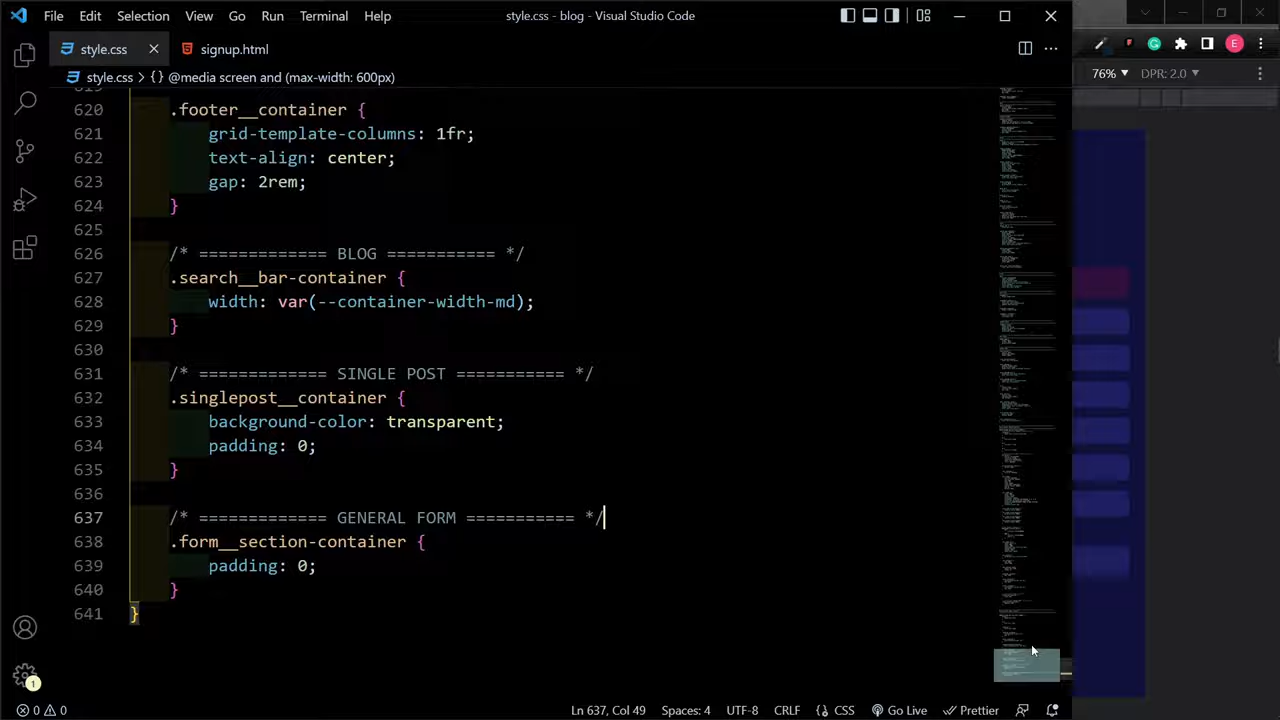 File Edit Selection View Go Run Terminal Help style.css - blog - Visual Studio Code
style.css signup.html
style.css > {} @media screen and (max-width: 600px)
E
76% DPR: 2.0
620 .footer__container {
621 grid-template-columns: 1fr;
622 text-align: center;
623 gap: 2rem;
624 }
625
626 /* ============= BLOG =========== */
627 .search__bar-container {
628 width: var(--container-width-md);
629 }
630
631 /* ============= SINGLE POST =========== */
632 .singlepost__container {
633 background-color: transparent;
634 padding: 0;
635 }
636
637 /* ============= GENERAL FORM =========== */
638 .form__section-container {
639 padding: 0;
640 }
641 }
1
0 0 Ln 637, Col 49 Spaces: 4 UTF-8 CRLF {} CSS Go Live Prettier